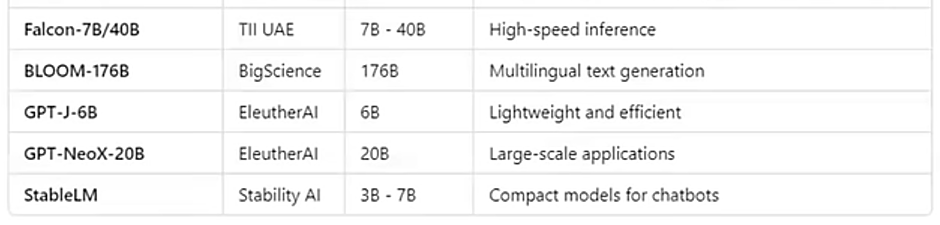 Falcon-7B/40B TII UAE 7B - 40B High-speed inference
BLOOM-176B BigScience 176B Multilingual text generation
GPT-J-6B EleutherAI 6B Lightweight and efficient
GPT-NeoX-20B EleutherAI 20B Large-scale applications
StableLM Stability AI 3B - 7B Compact models for chatbots